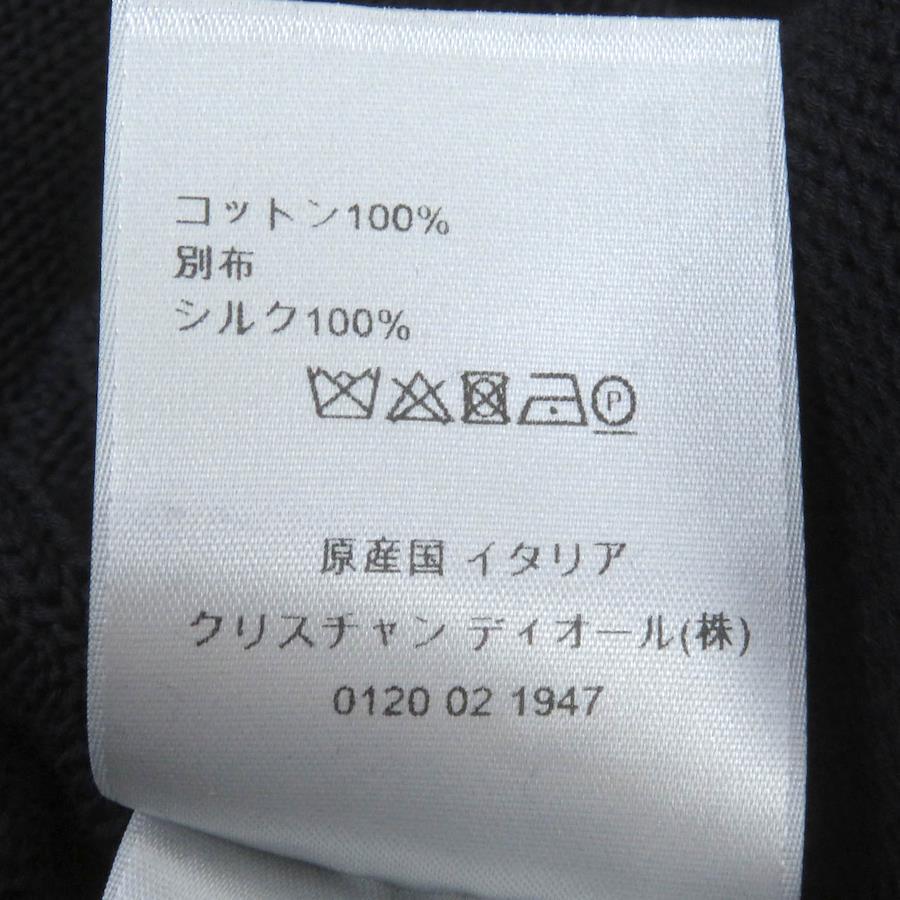 コットン100%
別布
シルク100%
P
原産国 イタリア
クリスチャン ディオール(株)
0120 02 1947